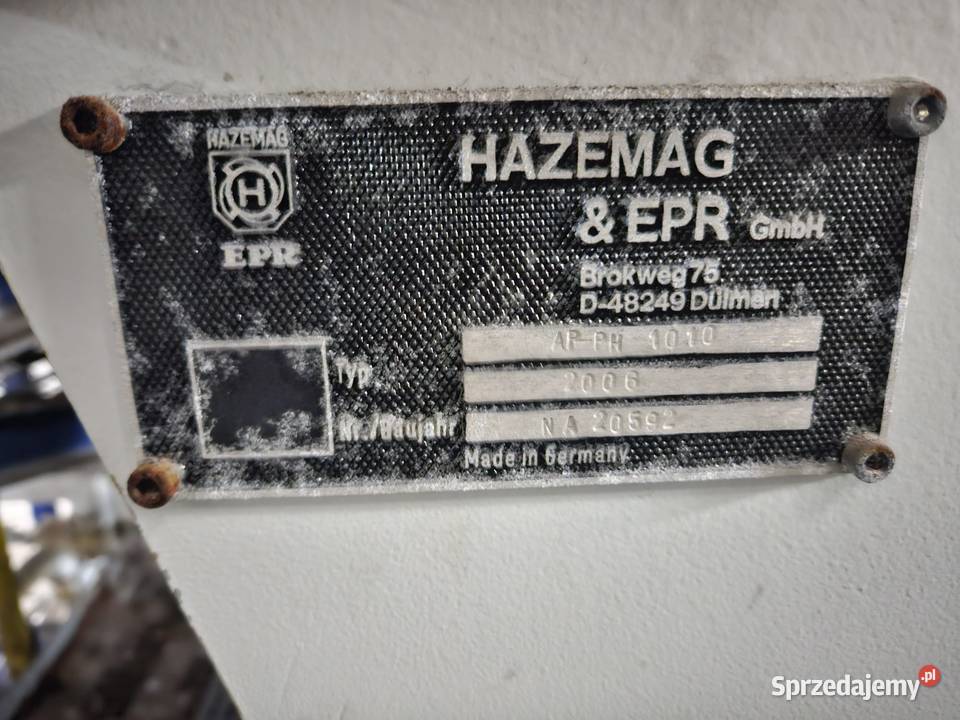 HAZEMAG
H
EPR
HAZEMAG
& EPR GmbH
Brokweg 75
D-48249 Dülmen
Typ
AP-PH 1010
2006
Nr./Baujahr
NA 20592
Made in Germany
Sprzedajemy.pl